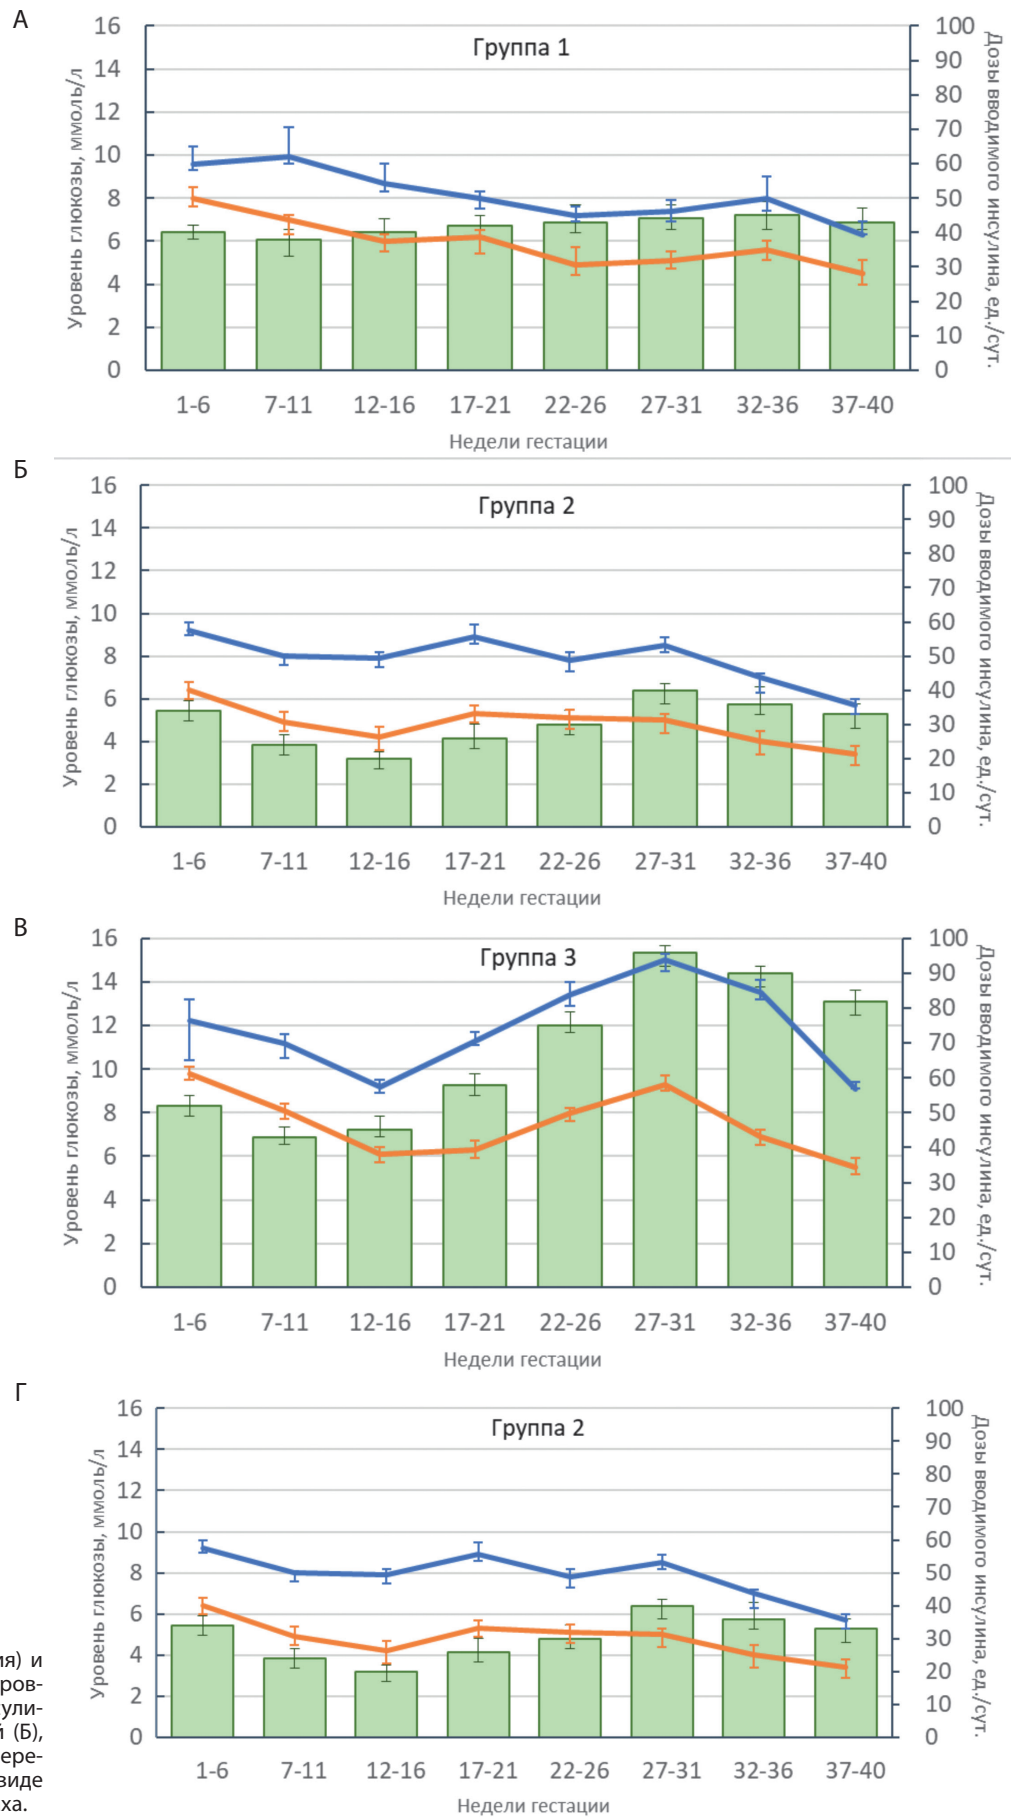 А
Группа 1
Уровень глюкозы, ммоль/л
16
14
12
10
8
6
4
2
0
100
90
80
70
60
50
40
30
20
10
0
Дозы вводимого инсулина, ед./сут.
1-6 7-11 12-16 17-21 22-26 27-31 32-36 37-40
Недели гестации
Б
Группа 2
Уровень глюкозы, ммоль/л
16
14
12
10
8
6
4
2
0
100
90
80
70
60
50
40
30
20
10
0
Дозы вводимого инсулина, ед./сут.
1-6 7-11 12-16 17-21 22-26 27-31 32-36 37-40
Недели гестации
В
Группа 3
Уровень глюкозы, ммоль/л
16
14
12
10
8
6
4
2
0
100
90
80
70
60
50
40
30
20
10
0
Дозы вводимого инсулина, ед./сут.
1-6 7-11 12-16 17-21 22-26 27-31 32-36 37-40
Недели гестации
Г
Группа 2
Уровень глюкозы, ммоль/л
16
14
12
10
8
6
4
2
0
100
90
80
70
60
50
40
30
20
10
0
Дозы вводимого инсулина, ед./сут.
1-6 7-11 12-16 17-21 22-26 27-31 32-36 37-40
Недели гестации
ия) и
ров-
сули-
й (Б),
ере-
виде
ха.